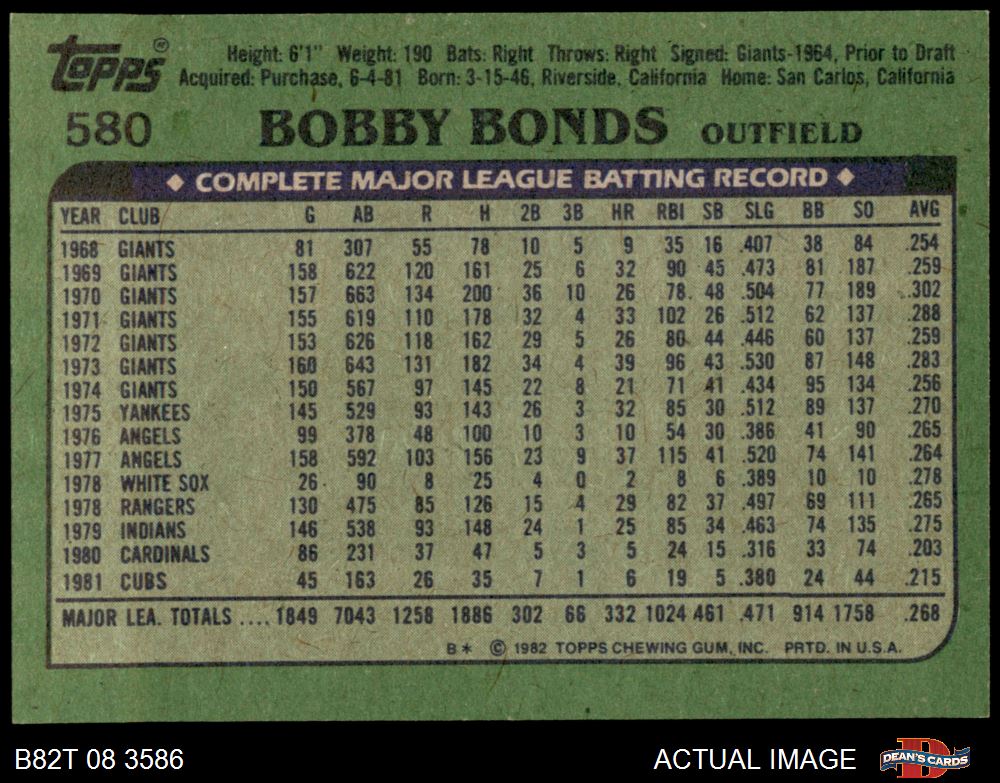 Topps® Height: 6'1" Weight: 190 Bats: Right Throws: Right Signed: Giants-1964, Prior to Draft
Acquired: Purchase, 6-4-81 Born: 3-15-46, Riverside, California Home: San Carlos, California
580 BOBBY BONDS OUTFIELD
◆ COMPLETE MAJOR LEAGUE BATTING RECORD ◆
YEAR CLUB G AB R H 2B 3B HR RBI SB SLG BB SO AVG
1968 GIANTS 81 307 55 78 10 5 9 35 16 .407 38 84 .254
1969 GIANTS 158 622 120 161 25 6 32 90 45 .473 81 187 .259
1970 GIANTS 157 663 134 200 36 10 26 78 48 .504 77 189 .302
1971 GIANTS 155 619 110 178 32 4 33 102 26 .512 62 137 .288
1972 GIANTS 153 626 118 162 29 5 26 80 44 .446 60 137 .259
1973 GIANTS 160 643 131 182 34 4 39 96 43 .530 87 148 .283
1974 GIANTS 150 567 97 145 22 8 21 71 41 .434 95 134 .256
1975 YANKEES 145 529 93 143 26 3 32 85 30 .512 89 137 .270
1976 ANGELS 99 378 48 100 10 3 10 54 30 .386 41 90 .265
1977 ANGELS 158 592 103 156 23 9 37 115 41 .520 74 141 .264
1978 WHITE SOX 26 90 8 25 4 0 2 8 6 .389 10 10 .278
1978 RANGERS 130 475 85 126 15 4 29 82 37 .497 69 111 .265
1979 INDIANS 146 538 93 148 24 1 25 85 34 .463 74 135 .275
1980 CARDINALS 86 231 37 47 5 3 5 24 15 .316 33 74 .203
1981 CUBS 45 163 26 35 7 1 6 19 5 .380 24 44 .215
MAJOR LEA. TOTALS .... 1849 7043 1258 1886 302 66 332 1024 461 .471 914 1758 .268
B* © 1982 TOPPS CHEWING GUM, INC. PRTD. IN U.S.A.
B82T 08 3586 ACTUAL IMAGE D DEAN'S CARDS